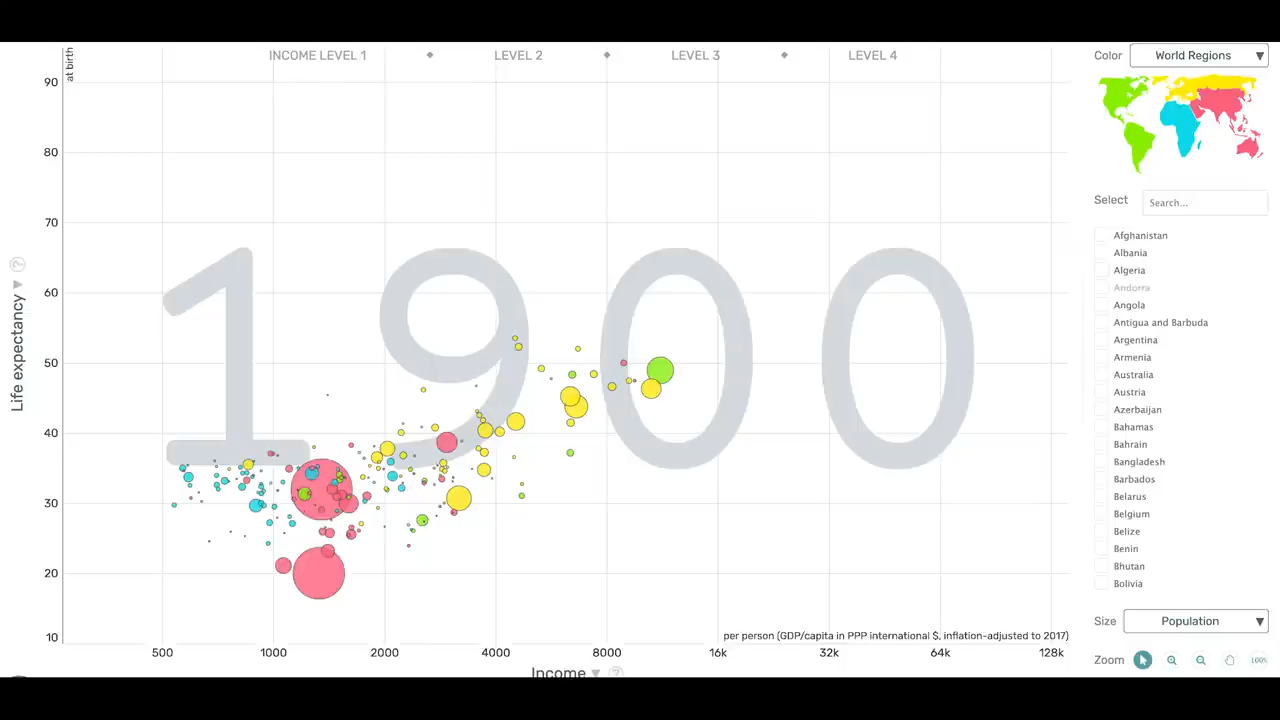 INCOME LEVEL 1 ◆ LEVEL 2 ◆ LEVEL 3 ◆ LEVEL 4
at birth
90
80
70
60
50
40
30
20
10
Life expectancy ▼ ?
1900
per person (GDP/capita in PPP international $, inflation-adjusted to 2017)
500 1000 2000 4000 8000 16k 32k 64k 128k
Income ▼ ?
Color World Regions ▼
Select Search...
Afghanistan
Albania
Algeria
Andorra
Angola
Antigua and Barbuda
Argentina
Armenia
Australia
Austria
Azerbaijan
Bahamas
Bahrain
Bangladesh
Barbados
Belarus
Belgium
Belize
Benin
Bhutan
Bolivia
Size Population ▼
Zoom 100%